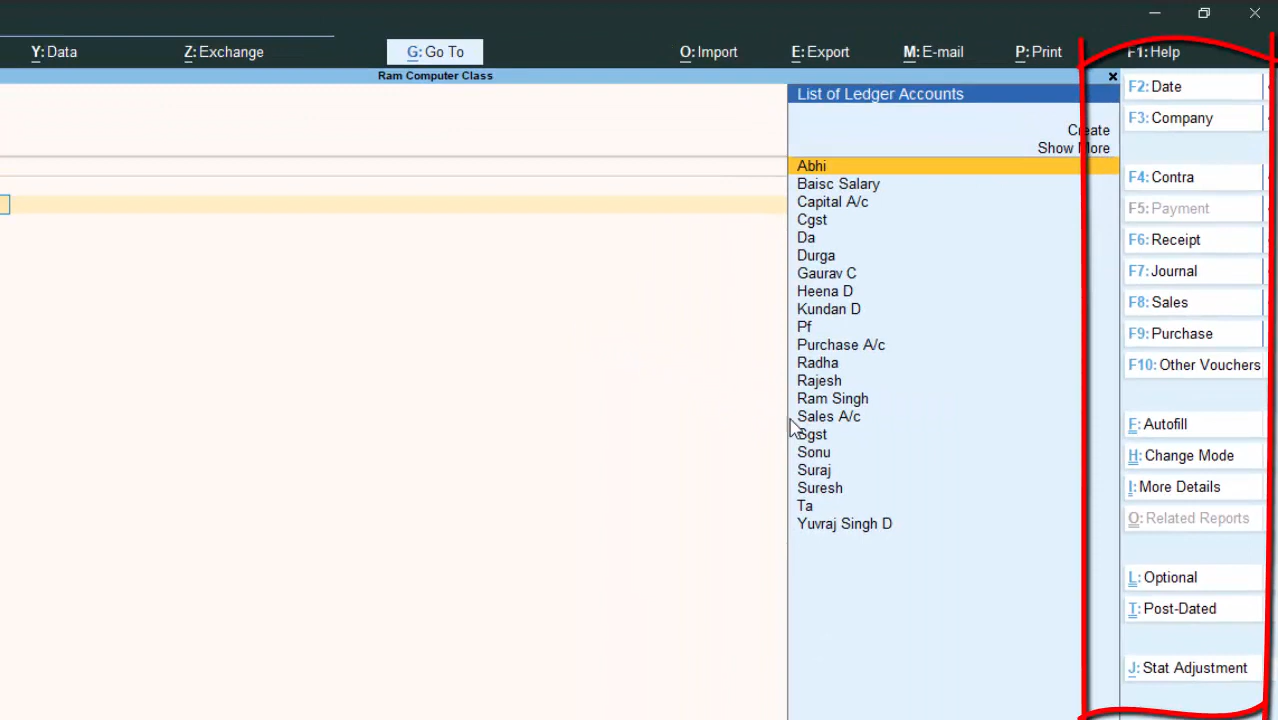 Y: Data
Z: Exchange
G: Go To
O: Import
E: Export
M: E-mail
P: Print
F1: Help
Ram Computer Class
List of Ledger Accounts
Create
Show More
Abhi
Baisc Salary
Capital A/c
Cgst
Da
Durga
Gaurav C
Heena D
Kundan D
Pf
Purchase A/c
Radha
Rajesh
Ram Singh
Sales A/c
Sgst
Sonu
Suraj
Suresh
Ta
Yuvraj Singh D
F2: Date
F3: Company
F4: Contra
F5: Payment
F6: Receipt
F7: Journal
F8: Sales
F9: Purchase
F10: Other Vouchers
F: Autofill
H: Change Mode
I: More Details
O: Related Reports
L: Optional
T: Post-Dated
J: Stat Adjustment